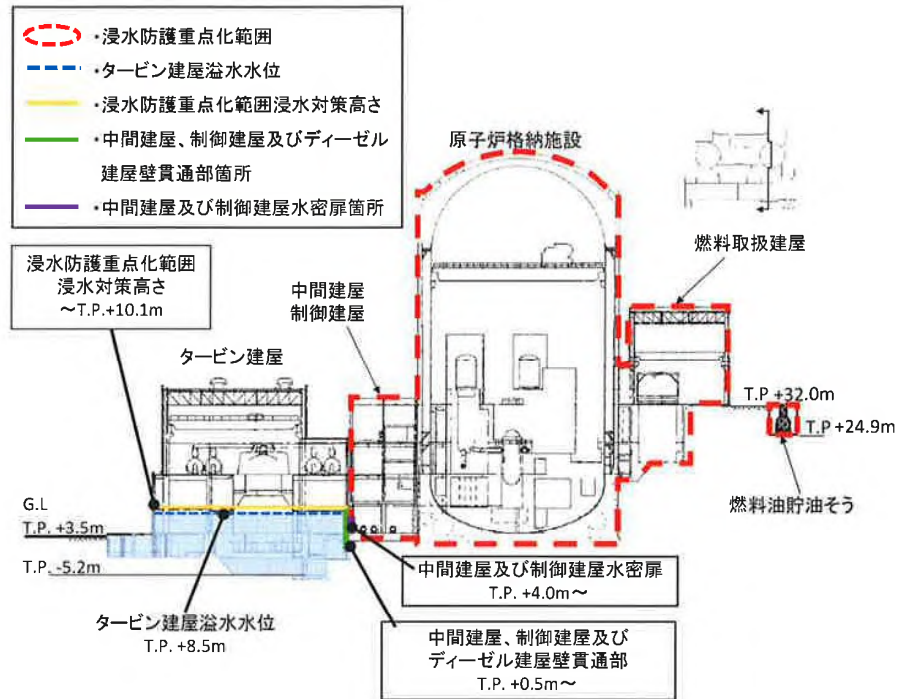 ・浸水防護重点化範囲
・タービン建屋溢水水位
・浸水防護重点化範囲浸水対策高さ
・中間建屋、制御建屋及びディーゼル
建屋壁貫通部箇所
・中間建屋及び制御建屋水密扉箇所
原子炉格納施設
燃料取扱建屋
浸水防護重点化範囲
浸水対策高さ
～T.P.+10.1m
中間建屋
制御建屋
タービン建屋
T.P +32.0m
T.P +24.9m
燃料油貯油そう
G.L
T.P. +3.5m
T.P. -5.2m
中間建屋及び制御建屋水密扉
T.P. +4.0m～
タービン建屋溢水水位
T.P. +8.5m
中間建屋、制御建屋及び
ディーゼル建屋壁貫通部
T.P. +0.5m～